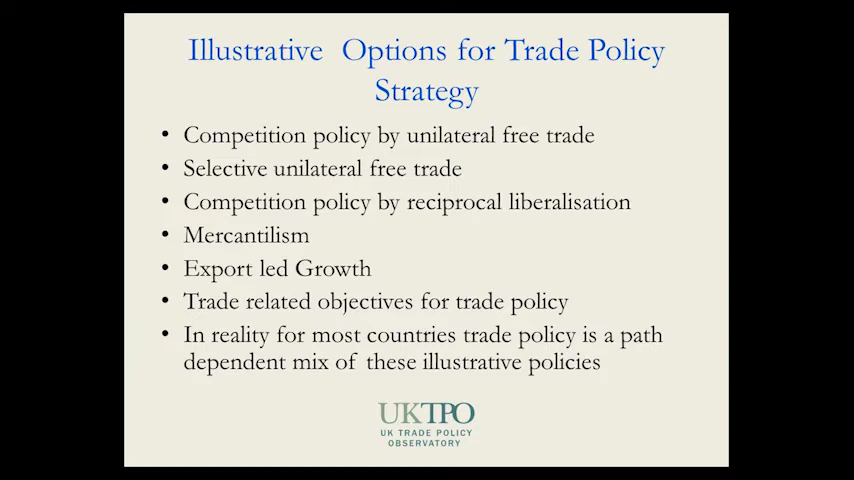 Illustrative Options for Trade Policy
Strategy
• Competition policy by unilateral free trade
• Selective unilateral free trade
• Competition policy by reciprocal liberalisation
• Mercantilism
• Export led Growth
• Trade related objectives for trade policy
• In reality for most countries trade policy is a path
dependent mix of these illustrative policies
UKTPO
UK TRADE POLICY
OBSERVATORY